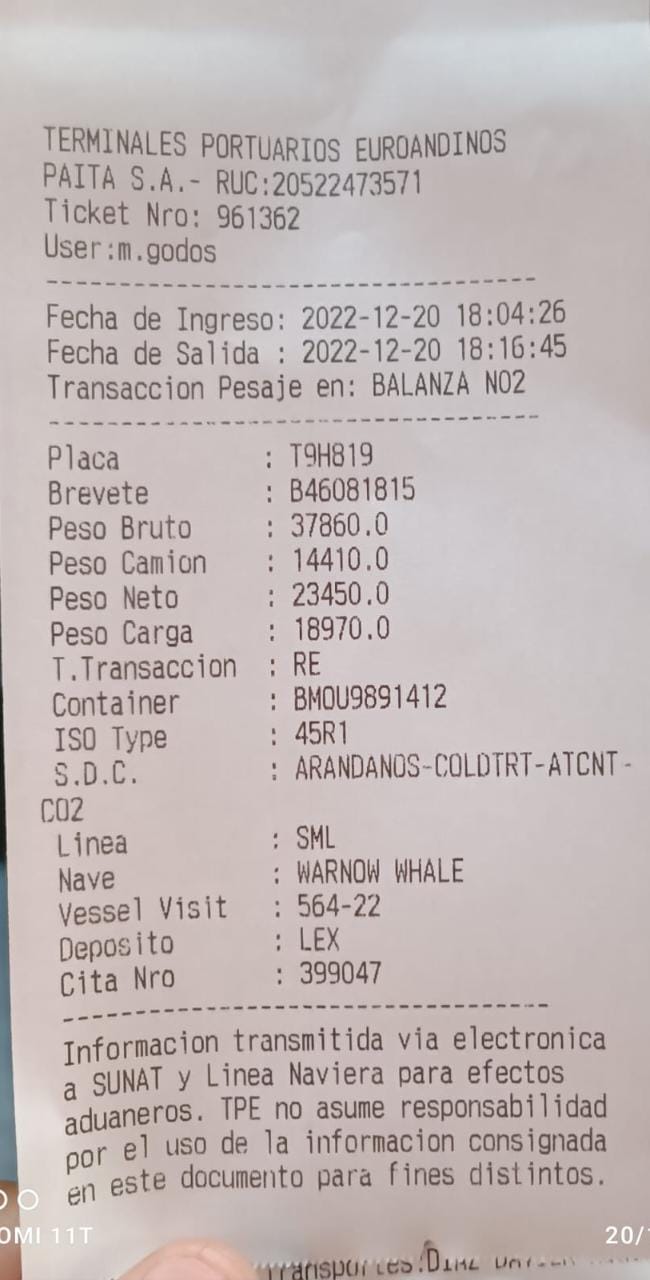 TERMINALES PORTUARIOS EUROANDINOS
PAITA S.A.- RUC:20522473571
Ticket Nro: 961362
User:m.godos
----------------------------------
Fecha de Ingreso: 2022-12-20 18:04:26
Fecha de Salida : 2022-12-20 18:16:45
Transaccion Pesaje en: BALANZA N02
----------------------------------
Placa : T9H819
Brevete : B46081815
Peso Bruto : 37860.0
Peso Camion : 14410.0
Peso Neto : 23450.0
Peso Carga : 18970.0
T.Transaccion : RE
Container : BMOU9891412
ISO Type : 45R1
S.D.C. : ARANDANOS-COLDTRT-ATCNT-
CO2
Linea : SML
Nave : WARNOW WHALE
Vessel Visit : 564-22
Deposito : LEX
Cita Nro : 399047
----------------------------------
Informacion transmitida via electronica
a SUNAT y Linea Naviera para efectos
aduaneros. TPE no asume responsabilidad
por el uso de la informacion consignada
en este documento para fines distintos.
OMI 11T 20/